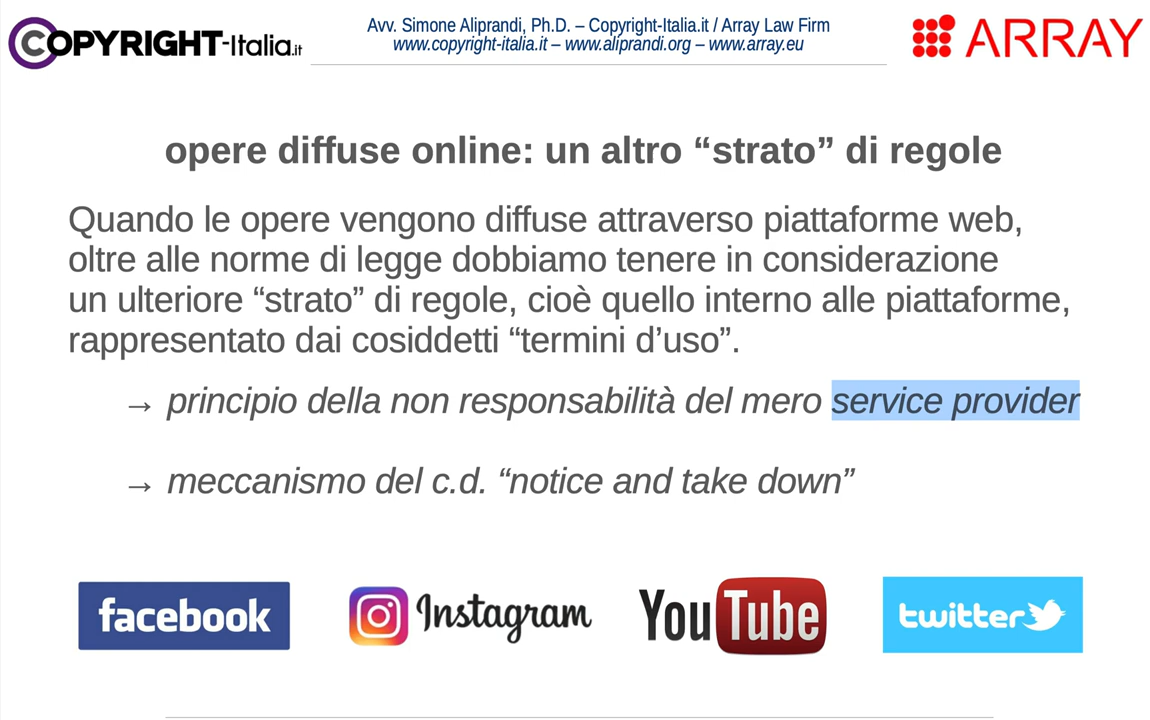 COPYRIGHT-Italia.it
Avv. Simone Aliprandi, Ph.D. – Copyright-Italia.it / Array Law Firm
www.copyright-italia.it – www.aliprandi.org – www.array.eu
ARRAY
opere diffuse online: un altro “strato” di regole
Quando le opere vengono diffuse attraverso piattaforme web,
oltre alle norme di legge dobbiamo tenere in considerazione
un ulteriore “strato” di regole, cioè quello interno alle piattaforme,
rappresentato dai cosiddetti “termini d’uso”.
→ principio della non responsabilità del mero service provider
→ meccanismo del c.d. “notice and take down”
facebook
Instagram
YouTube
twitter